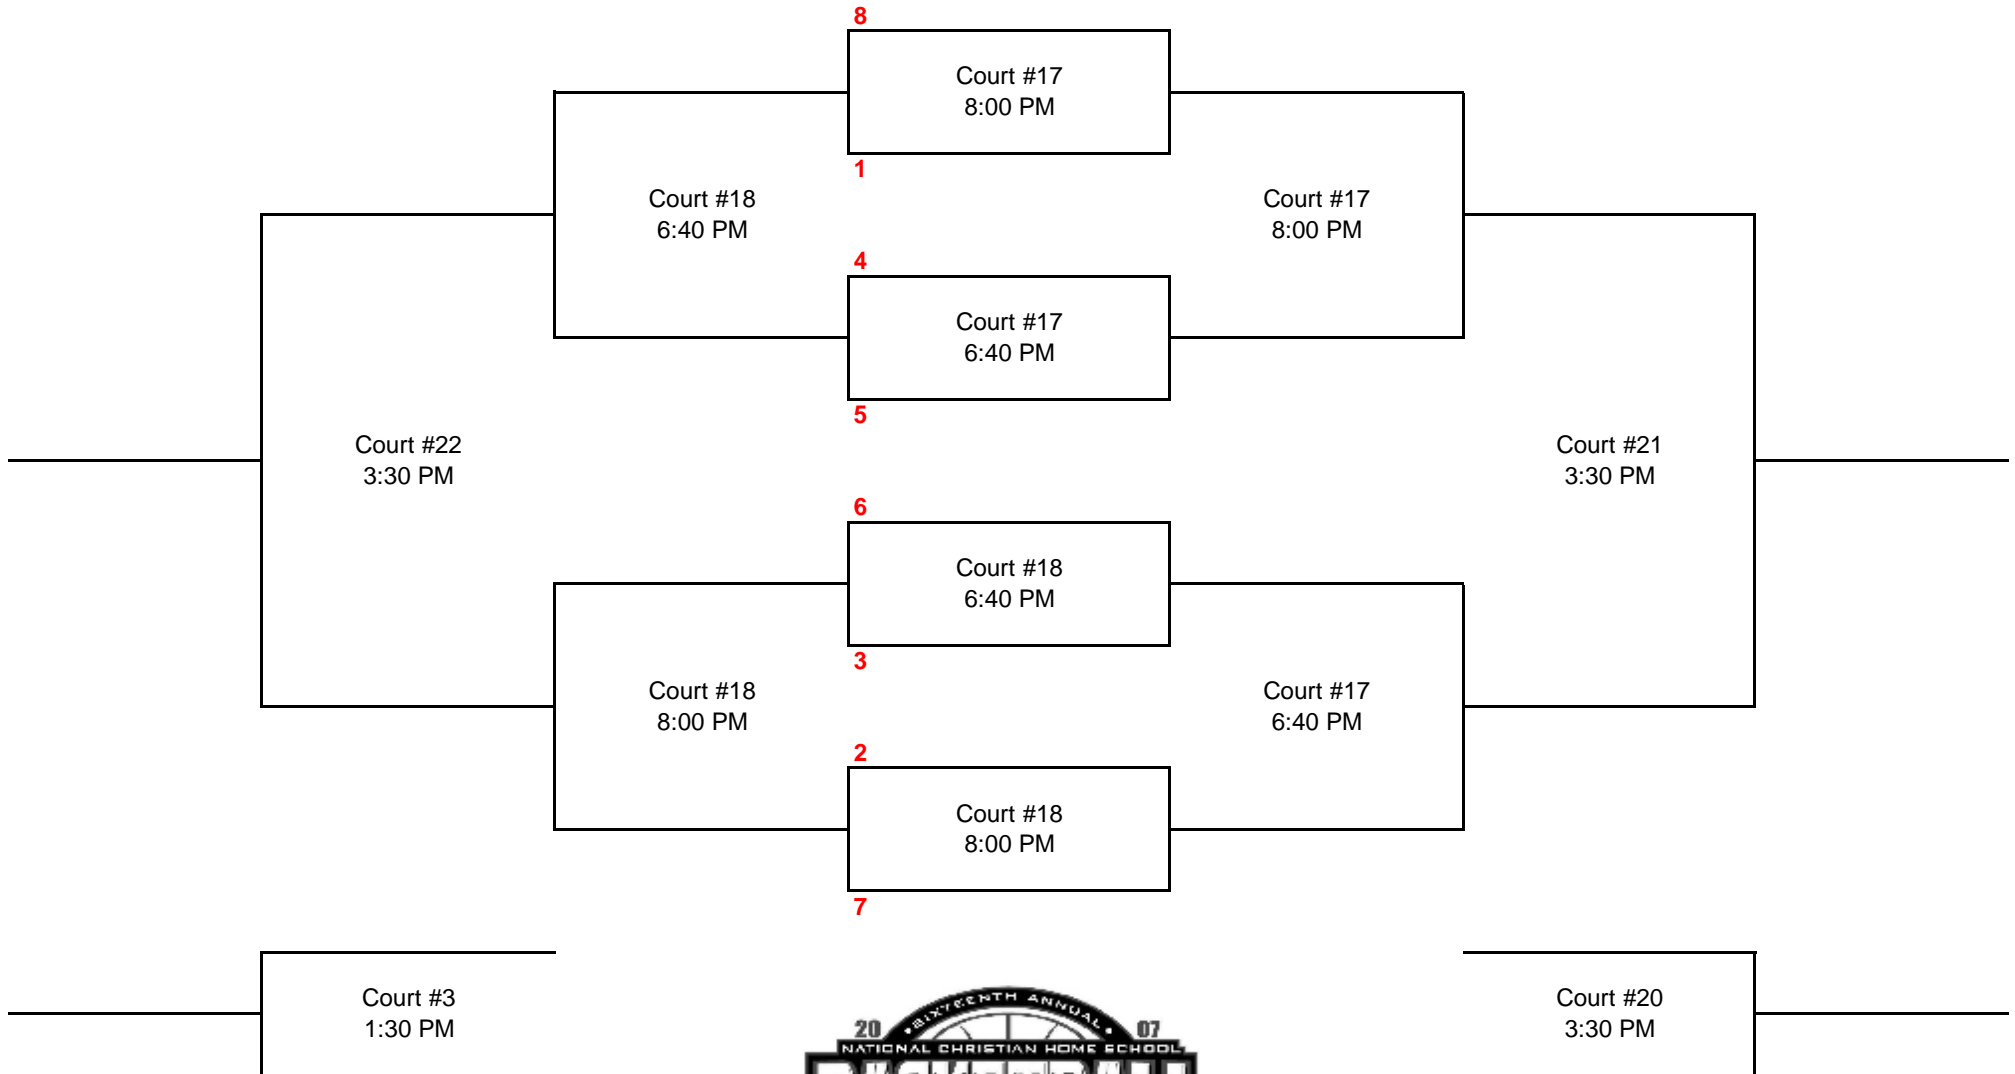 8
Court #17
8:00 PM
1
Court #18
6:40 PM
Court #17
8:00 PM
4
Court #17
6:40 PM
5
Court #22
3:30 PM
Court #21
3:30 PM
6
Court #18
6:40 PM
3
Court #18
8:00 PM
Court #17
6:40 PM
2
Court #18
8:00 PM
7
Court #3
1:30 PM
Court #20
3:30 PM
SIXTEENTH ANNUAL
20 07
NATIONAL CHRISTIAN HOME SCHOOL